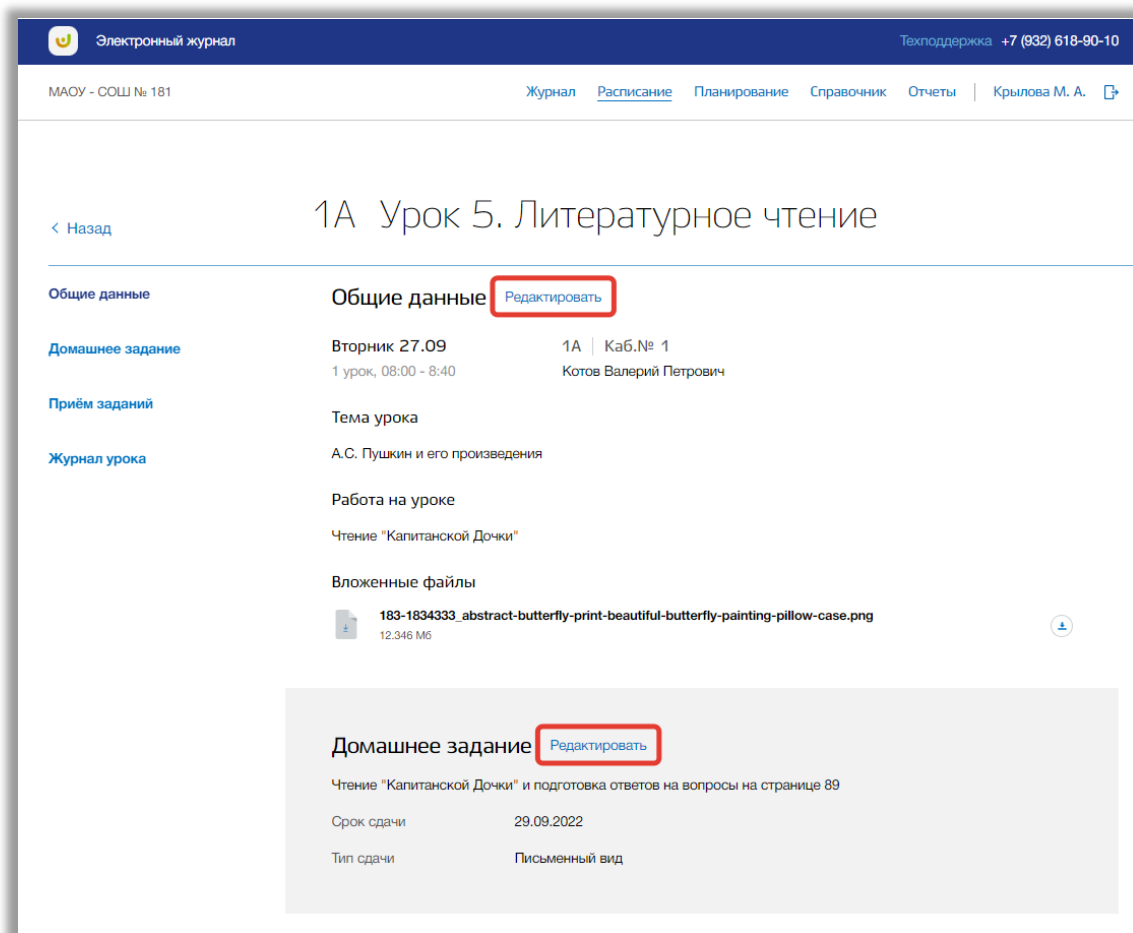 Электронный журнал
Техподдержка +7 (932) 618-90-10
МАОУ - СОШ № 181
Журнал Расписание Планирование Справочник Отчеты Крылова М. А.
< Назад
1А Урок 5. Литературное чтение
Общие данные
Домашнее задание
Приём заданий
Журнал урока
Общие данные Редактировать
Вторник 27.09 1А | Каб.№ 1
1 урок, 08:00 - 8:40 Котов Валерий Петрович
Тема урока
А.С. Пушкин и его произведения
Работа на уроке
Чтение "Капитанской Дочки"
Вложенные файлы
183-1834333_abstract-butterfly-print-beautiful-butterfly-painting-pillow-case.png
12.346 Мб
Домашнее задание Редактировать
Чтение "Капитанской Дочки" и подготовка ответов на вопросы на странице 89
Срок сдачи 29.09.2022
Тип сдачи Письменный вид